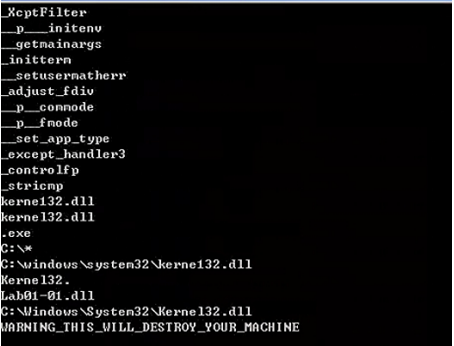 _XcptFilter
__p___initenv
__getmainargs
_initterm
__setusermatherr
_adjust_fdiv
__p__commode
__p__fmode
__set_app_type
_except_handler3
_controlfp
_stricmp
kerne132.dll
kernel32.dll
.exe
C:\*
C:\windows\system32\kerne132.dll
Kernel32.
Lab01-01.dll
C:\Windows\System32\Kernel32.dll
WARNING_THIS_WILL_DESTROY_YOUR_MACHINE